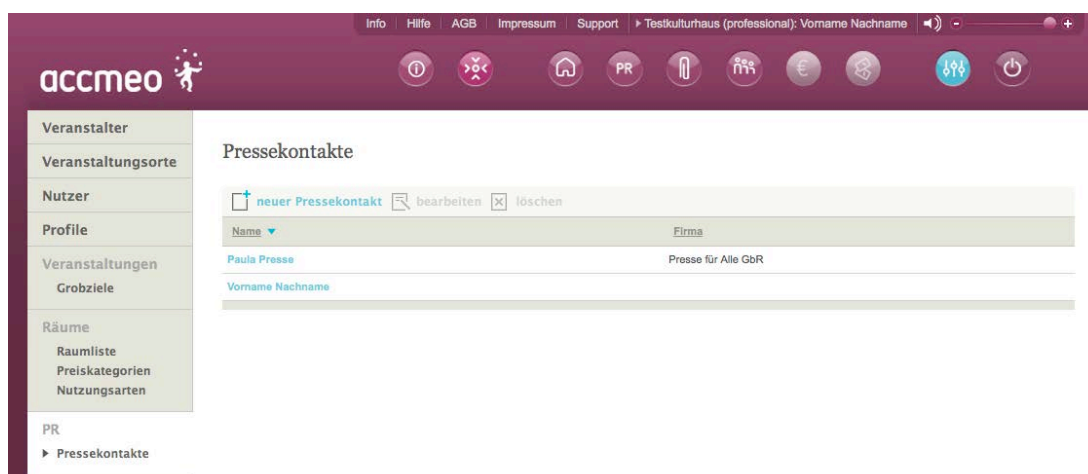 Info Hilfe AGB Impressum Support Testkulturhaus (professional): Vorname Nachname - +
accmeo
PR €
Veranstalter
Veranstaltungsorte
Nutzer
Profile
Veranstaltungen
Grobziele
Räume
Raumliste
Preiskategorien
Nutzungsarten
PR
Pressekontakte
Pressekontakte
neuer Pressekontakt bearbeiten löschen
Name Firma
Paula Presse Presse für Alle GbR
Vorname Nachname